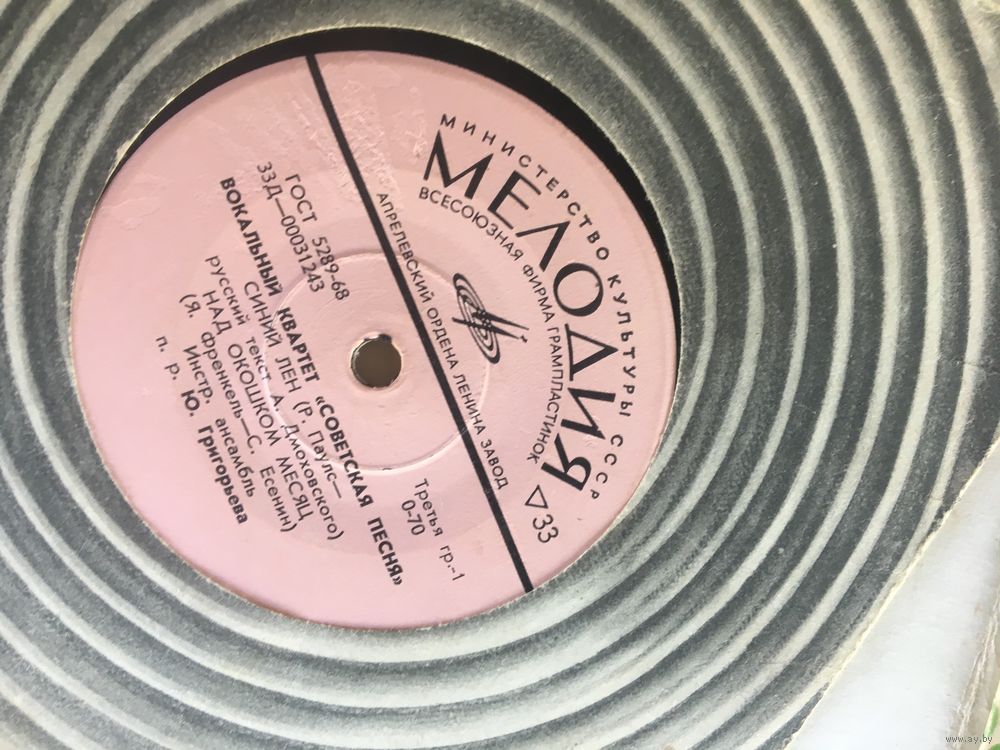 МИНИСТЕРСТВО КУЛЬТУРЫ СССР
МЕЛОДИЯ
ВСЕСОЮЗНАЯ ФИРМА ГРАМПЛАСТИНОК
▽33
АПРЕЛЕВСКИЙ ОРДЕНА ЛЕНИНА ЗАВОД
ГОСТ 5289-68
Третья гр.-1
33Д—00031243
0-70
ВОКАЛЬНЫЙ КВАРТЕТ «СОВЕТСКАЯ ПЕСНЯ»
СИНИЙ ЛЕН (Р. Паулс—
русский текст А. Дмоховского)
НАД ОКОШКОМ МЕСЯЦ
(Я. Френкель—С. Есенин)
Инстр. ансамбль
п. р. Ю. ГРИГОРЬЕВА
www.ay.by